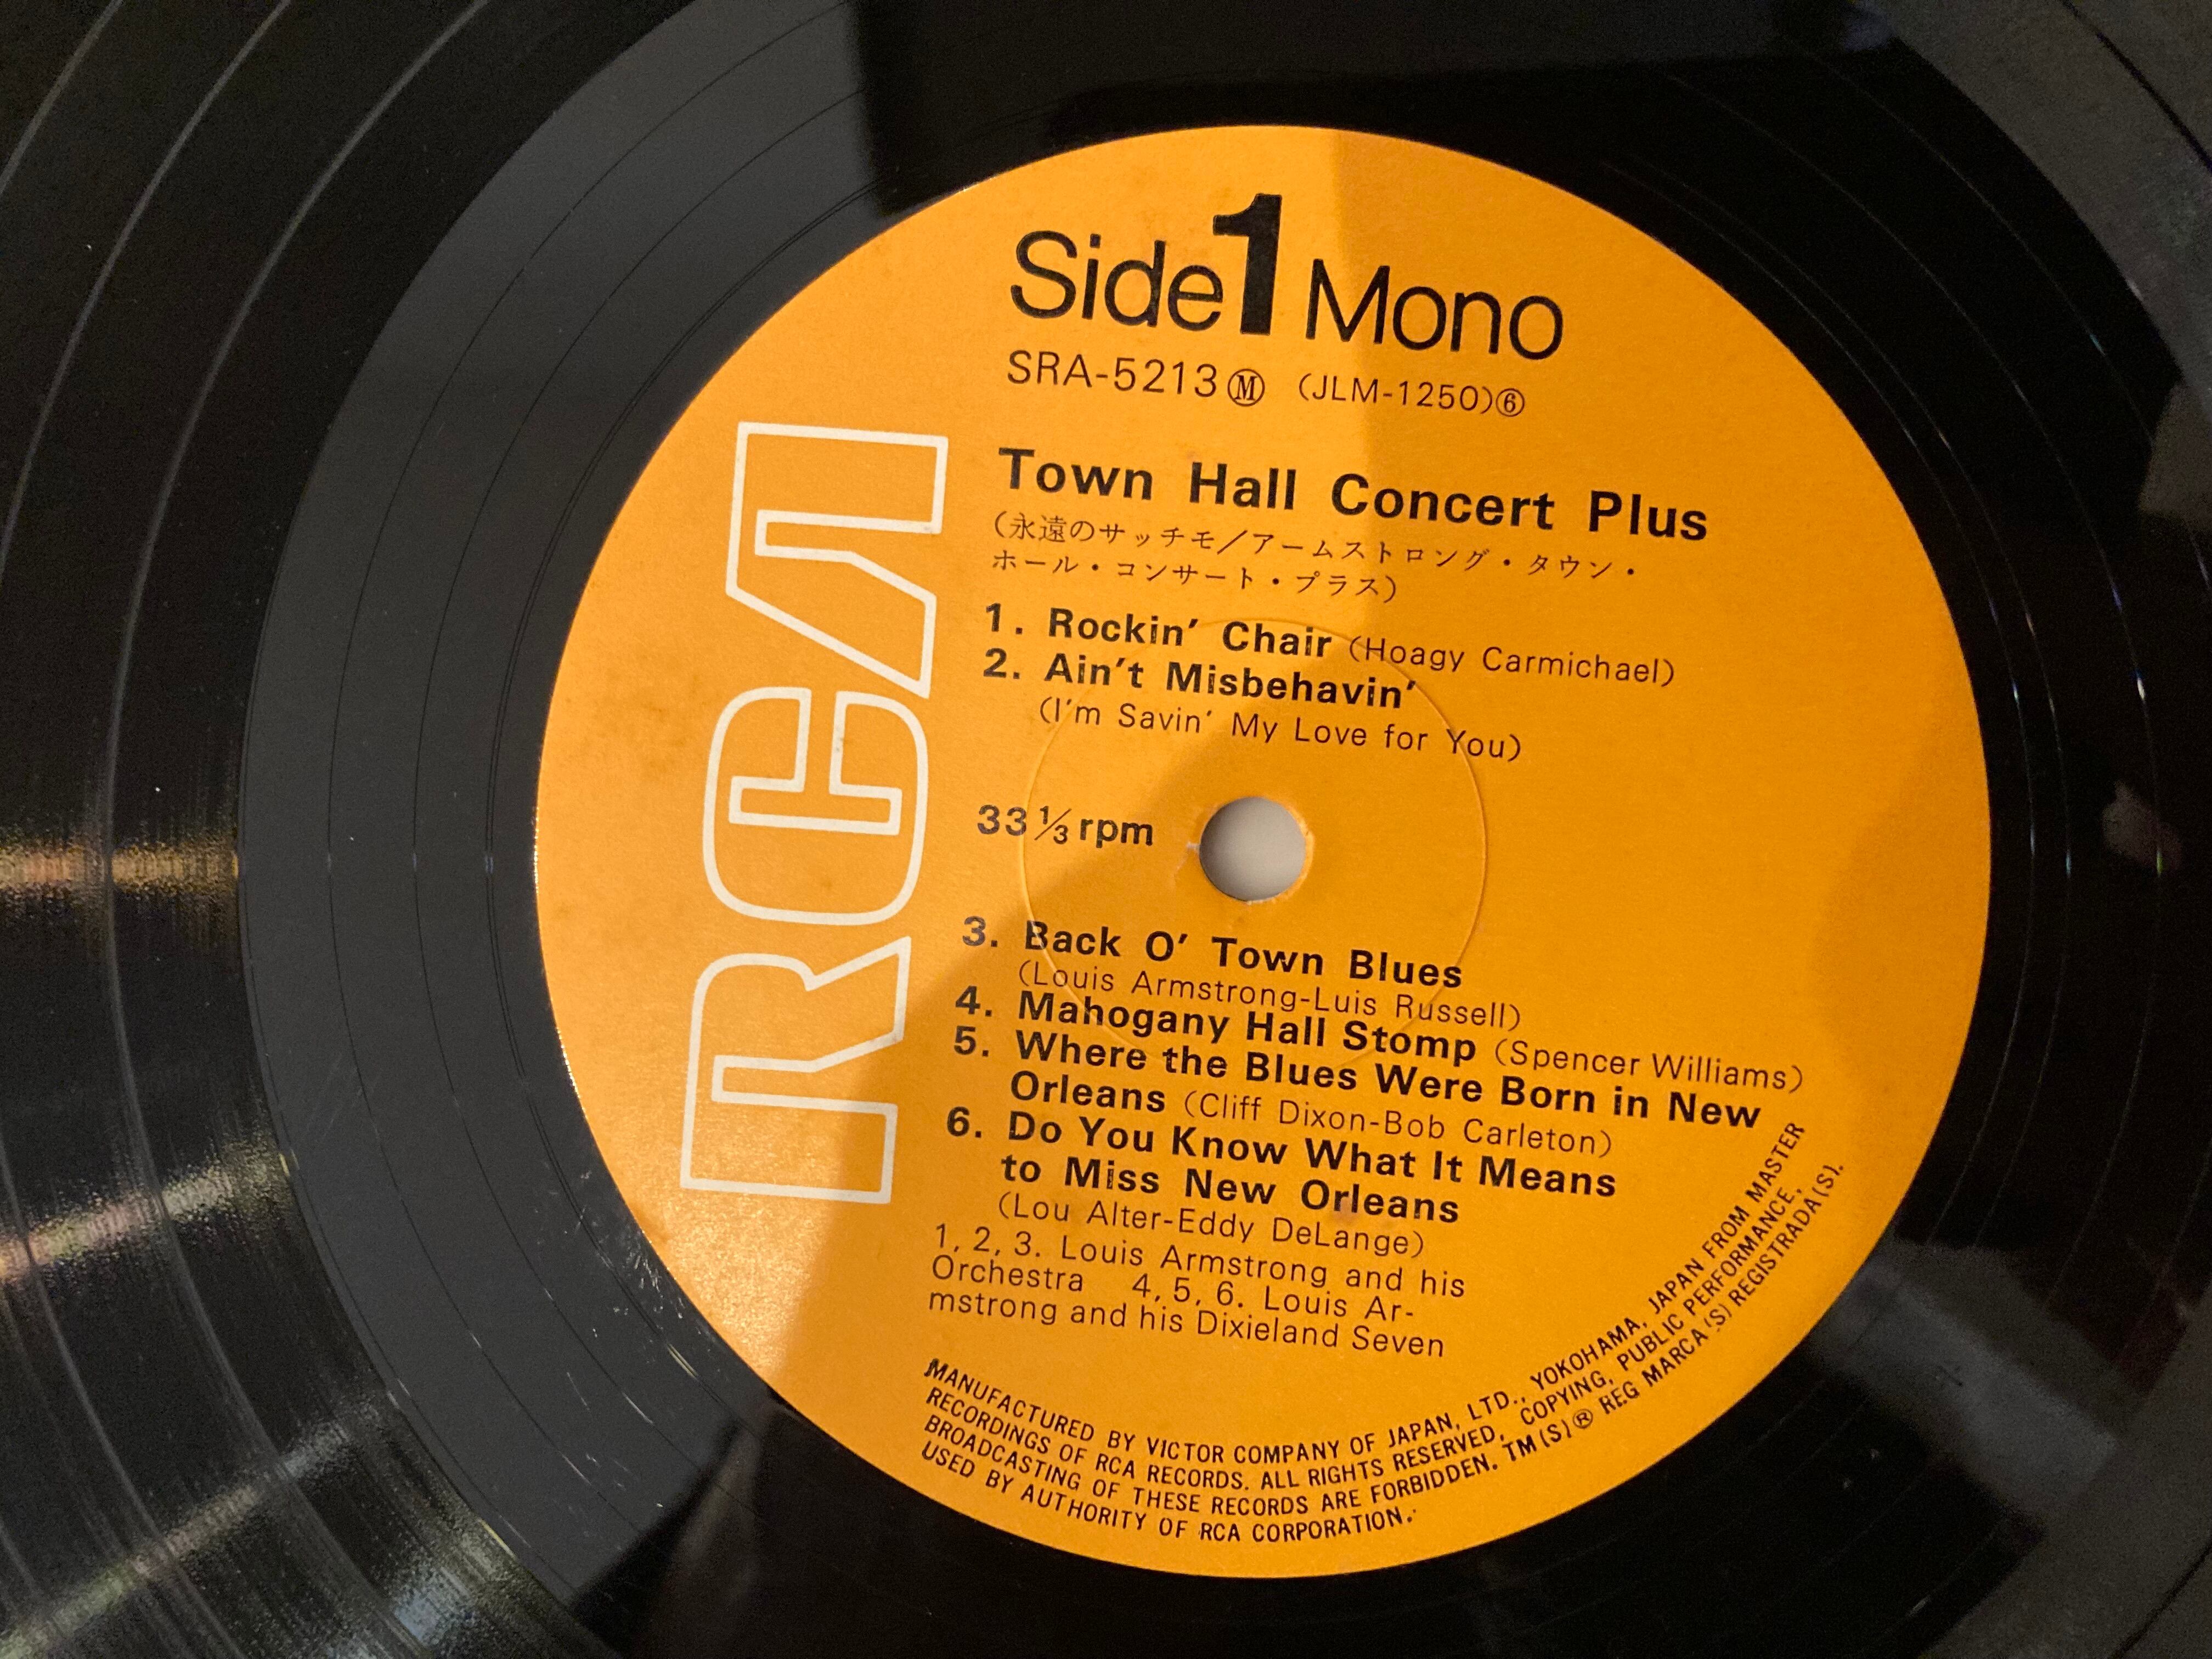 Side 1 Mono
SRA-5213Ⓜ (JLM-1250)⑥
RCA
Town Hall Concert Plus
(永遠のサッチモ/アームストロング・タウン・
ホール・コンサート・プラス)
1. Rockin' Chair (Hoagy Carmichael)
2. Ain't Misbehavin'
(I'm Savin' My Love for You)
33 1/3 rpm
3. Back O' Town Blues
(Louis Armstrong-Luis Russell)
4. Mahogany Hall Stomp (Spencer Williams)
5. Where the Blues Were Born in New
Orleans (Cliff Dixon-Bob Carleton)
6. Do You Know What It Means
to Miss New Orleans
(Lou Alter-Eddy DeLange)
1, 2, 3. Louis Armstrong and his
Orchestra 4, 5, 6. Louis Ar-
mstrong and his Dixieland Seven
MANUFACTURED BY VICTOR COMPANY OF JAPAN, LTD., YOKOHAMA, JAPAN FROM MASTER
RECORDINGS OF RCA RECORDS. ALL RIGHTS RESERVED, COPYING, PUBLIC PERFORMANCE,
BROADCASTING OF THESE RECORDS ARE FORBIDDEN. TM(S)® REG MARCA(S) REGISTRADA(S).
USED BY AUTHORITY OF RCA CORPORATION.